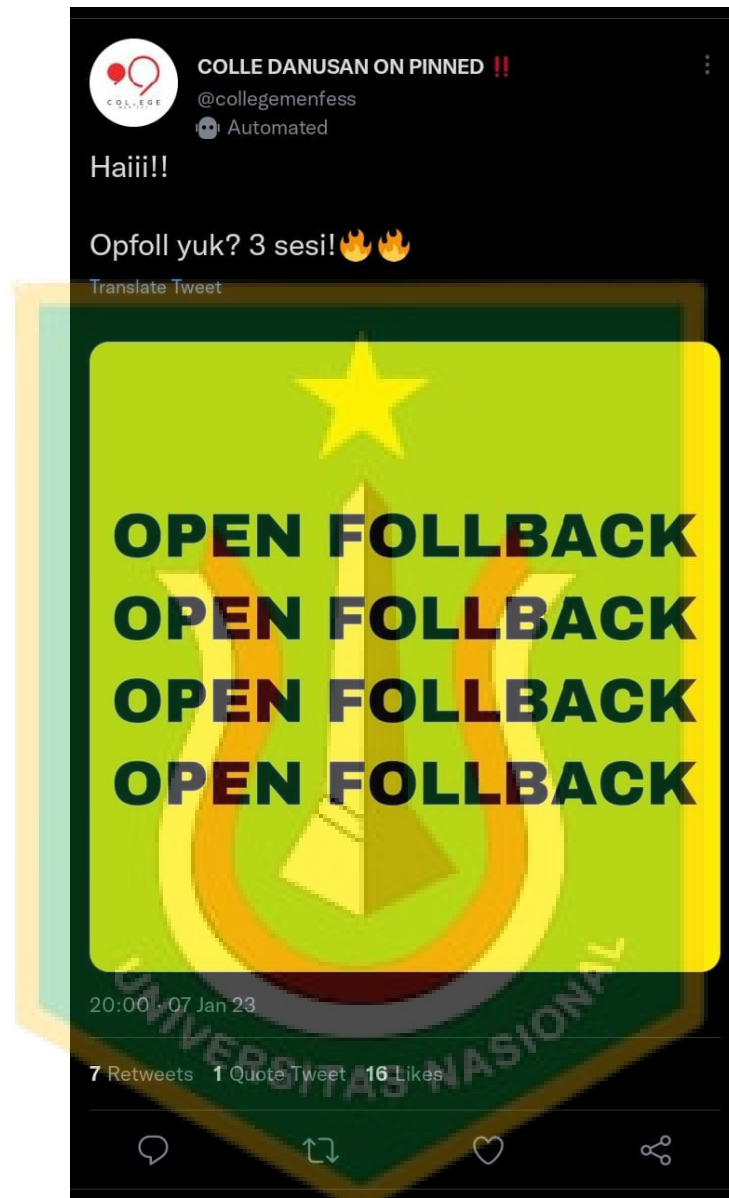 COLLE DANUSAN ON PINNED ‼️
@collegemenfess
Automated
Haiii!!
Opfoll yuk? 3 sesi!🔥🔥
Translate Tweet
OPEN FOLLBACK
OPEN FOLLBACK
OPEN FOLLBACK
OPEN FOLLBACK
20:00 · 07 Jan 23
7 Retweets 1 Quote Tweet 16 Likes
UNIVERSITAS NASIONAL